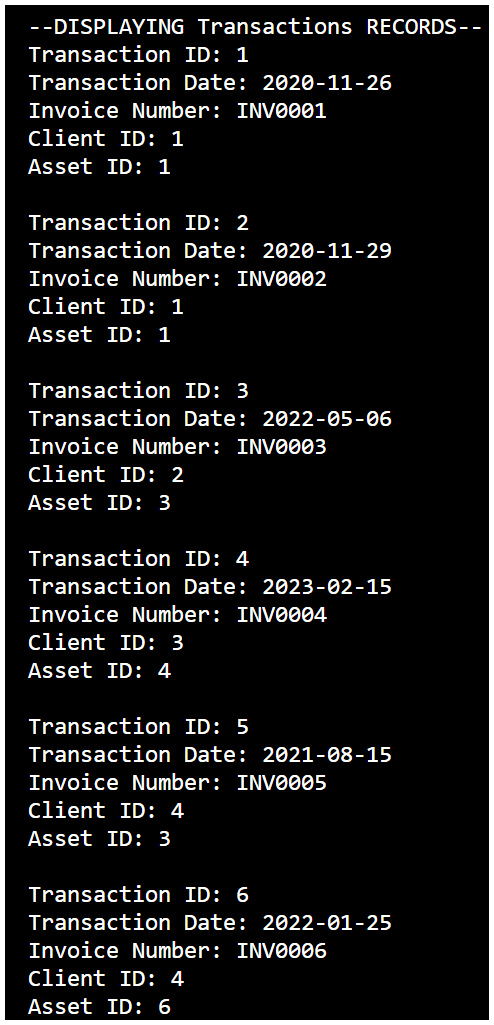 --DISPLAYING Transactions RECORDS--
Transaction ID: 1
Transaction Date: 2020-11-26
Invoice Number: INV0001
Client ID: 1
Asset ID: 1
Transaction ID: 2
Transaction Date: 2020-11-29
Invoice Number: INV0002
Client ID: 1
Asset ID: 1
Transaction ID: 3
Transaction Date: 2022-05-06
Invoice Number: INV0003
Client ID: 2
Asset ID: 3
Transaction ID: 4
Transaction Date: 2023-02-15
Invoice Number: INV0004
Client ID: 3
Asset ID: 4
Transaction ID: 5
Transaction Date: 2021-08-15
Invoice Number: INV0005
Client ID: 4
Asset ID: 3
Transaction ID: 6
Transaction Date: 2022-01-25
Invoice Number: INV0006
Client ID: 4
Asset ID: 6